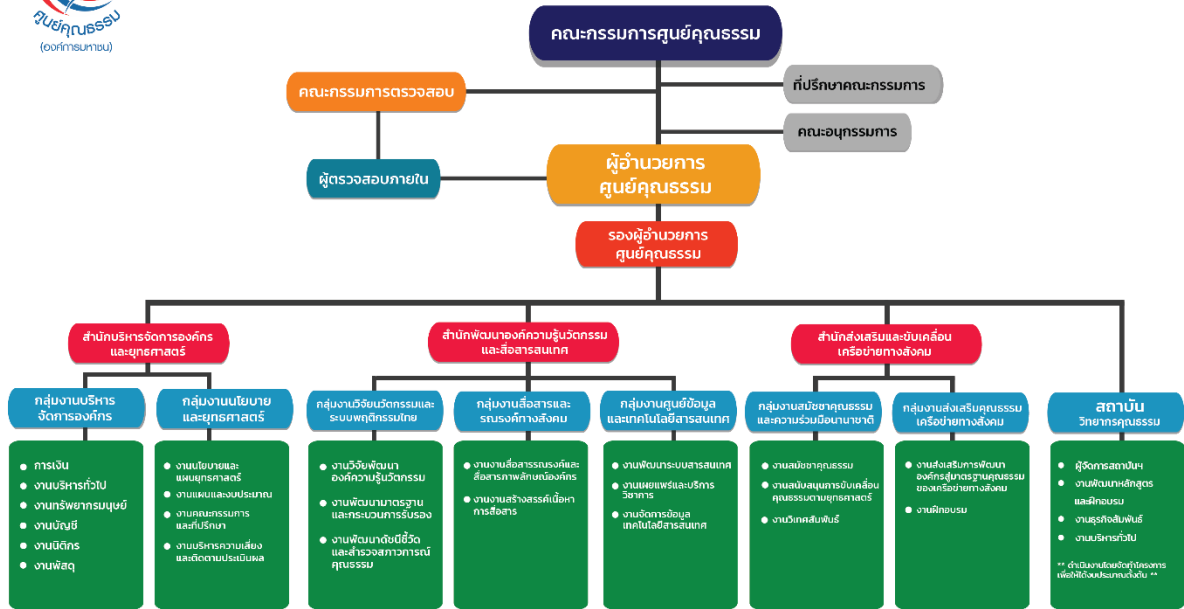 ศูนย์คุณธรรม
(องค์การมหาชน)
คณะกรรมการศูนย์คุณธรรม
คณะกรรมการตรวจสอบ
ที่ปรึกษาคณะกรรมการ
คณะอนุกรรมการ
ผู้ตรวจสอบภายใน
ผู้อำนวยการ
ศูนย์คุณธรรม
รองผู้อำนวยการ
ศูนย์คุณธรรม
สำนักบริหารจัดการองค์กร
และยุทธศาสตร์
สำนักพัฒนาองค์ความรู้นวัตกรรม
และสื่อสารสนเทศ
สำนักส่งเสริมและขับเคลื่อน
เครือข่ายทางสังคม
กลุ่มงานบริหาร
จัดการองค์กร
กลุ่มงานนโยบาย
และยุทธศาสตร์
กลุ่มงานวิจัยนวัตกรรมและ
ระบบพฤติกรรมไทย
กลุ่มงานสื่อสารและ
รณรงค์ทางสังคม
กลุ่มงานศูนย์ข้อมูล
และเทคโนโลยีสารสนเทศ
กลุ่มงานสมัชชาคุณธรรม
และความร่วมมือนานาชาติ
กลุ่มงานส่งเสริมคุณธรรม
เครือข่ายทางสังคม
สถาบัน
วิทยากรคุณธรรม
• การเงิน
• งานบริหารทั่วไป
• งานทรัพยากรมนุษย์
• งานบัญชี
• งานนิติกร
• งานพัสดุ
• งานนโยบายและ
แผนยุทธศาสตร์
• งานแผนและงบประมาณ
• งานคณะกรรมการ
และที่ปรึกษา
• งานบริหารความเสี่ยง
และติดตามประเมินผล
• งานวิจัยพัฒนา
องค์ความรู้นวัตกรรม
• งานพัฒนามาตรฐาน
และกระบวนการรับรอง
• งานพัฒนาดัชนีชี้วัด
และสำรวจสภาวการณ์
คุณธรรม
• งานงานสื่อสารรณรงค์และ
สื่อสารภาพลักษณ์องค์กร
• งานงานสร้างสรรค์เนื้อหา
การสื่อสาร
• งานพัฒนาระบบสารสนเทศ
• งานเผยแพร่และบริการ
วิชาการ
• งานจัดการข้อมูล
เทคโนโลยีสารสนเทศ
• งานสมัชชาคุณธรรม
• งานสนับสนุนการขับเคลื่อน
คุณธรรมตามยุทธศาสตร์
• งานวิเทศสัมพันธ์
• งานส่งเสริมการพัฒนา
องค์กรสู่มาตรฐานคุณธรรม
ของเครือข่ายทางสังคม
• งานฝึกอบรม
• ผู้จัดการสถาบันฯ
• งานพัฒนาหลักสูตร
และฝึกอบรม
• งานธุรกิจสัมพันธ์
• งานบริหารทั่วไป
** ดำเนินงานโดยจัดทำโครงการ
เพื่อให้ได้งบประมาณตั้งต้น **